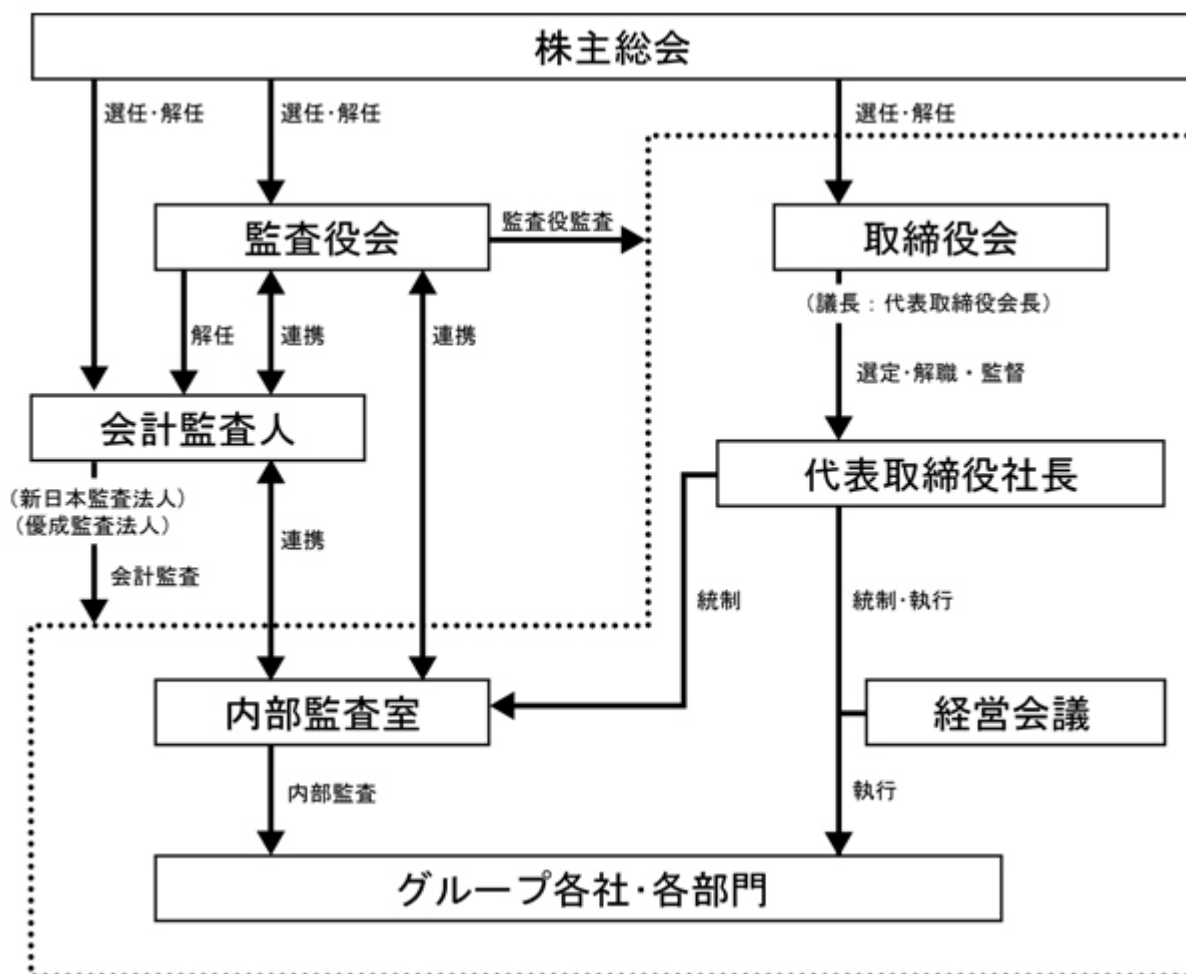 株主総会
選任・解任
選任・解任
選任・解任
監査役会
監査役監査
取締役会
(議長：代表取締役会長)
解任
連携
連携
選定・解職・監督
会計監査人
代表取締役社長
(新日本監査法人)
(優成監査法人)
連携
会計監査
統制
統制・執行
内部監査室
経営会議
内部監査
執行
グループ各社・各部門